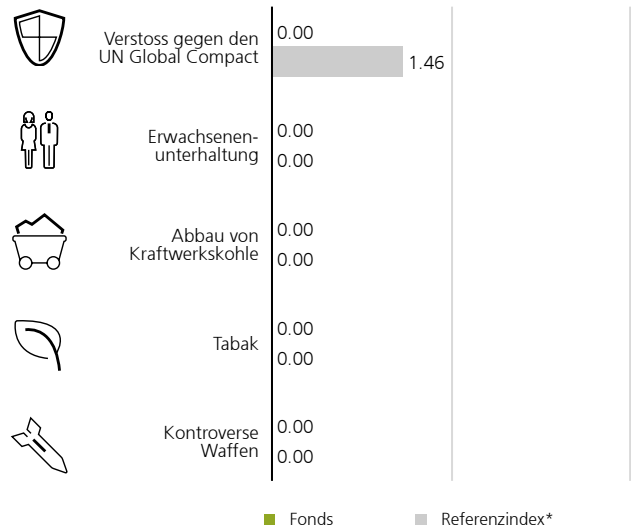 Verstoss gegen den
UN Global Compact
0.00
1.46
Erwachsenen-
unterhaltung
0.00
0.00
Abbau von
Kraftwerkskohle
0.00
0.00
Tabak
0.00
0.00
Kontroverse
Waffen
0.00
0.00
Fonds
Referenzindex*